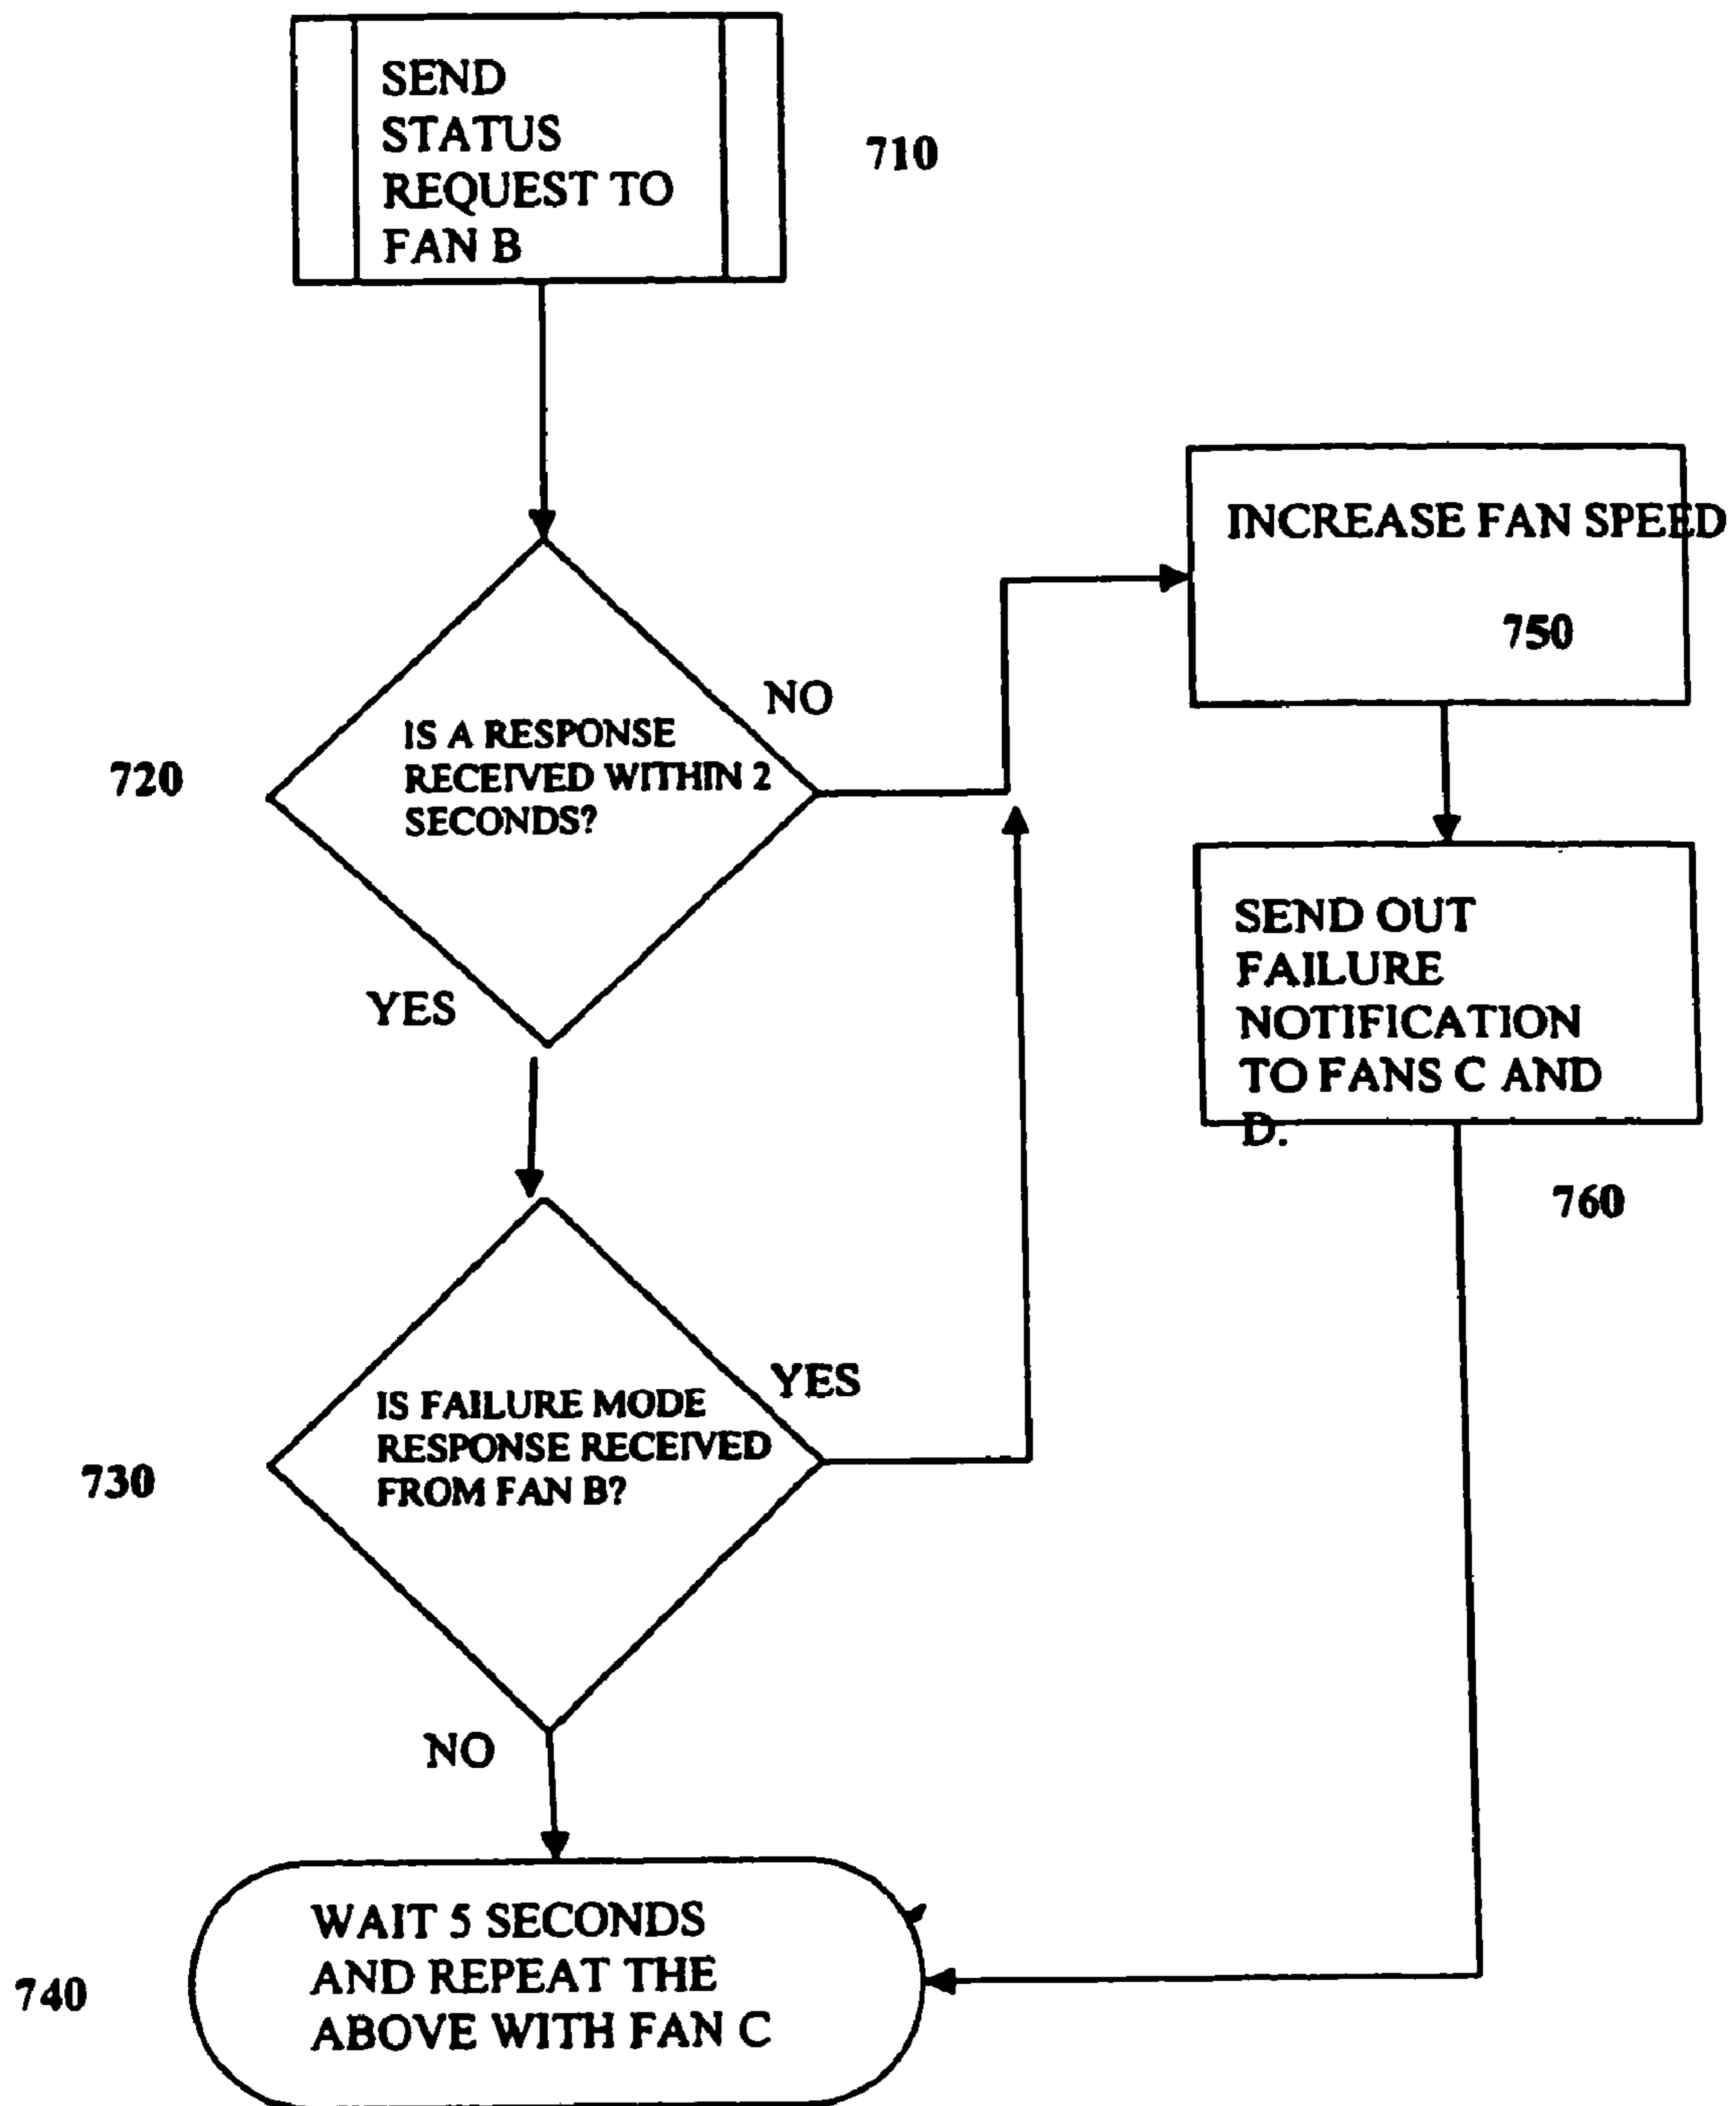 SEND
STATUS
REQUEST TO
FAN B
710
INCREASE FAN SPEED
750
NO
IS A RESPONSE
RECEIVED WITHIN 2
SECONDS?
720
YES
SEND OUT
FAILURE
NOTIFICATION
TO FANS C AND
D.
760
YES
IS FAILURE MODE
RESPONSE RECEIVED
FROM FAN B?
730
NO
WAIT 5 SECONDS
AND REPEAT THE
ABOVE WITH FAN C
740